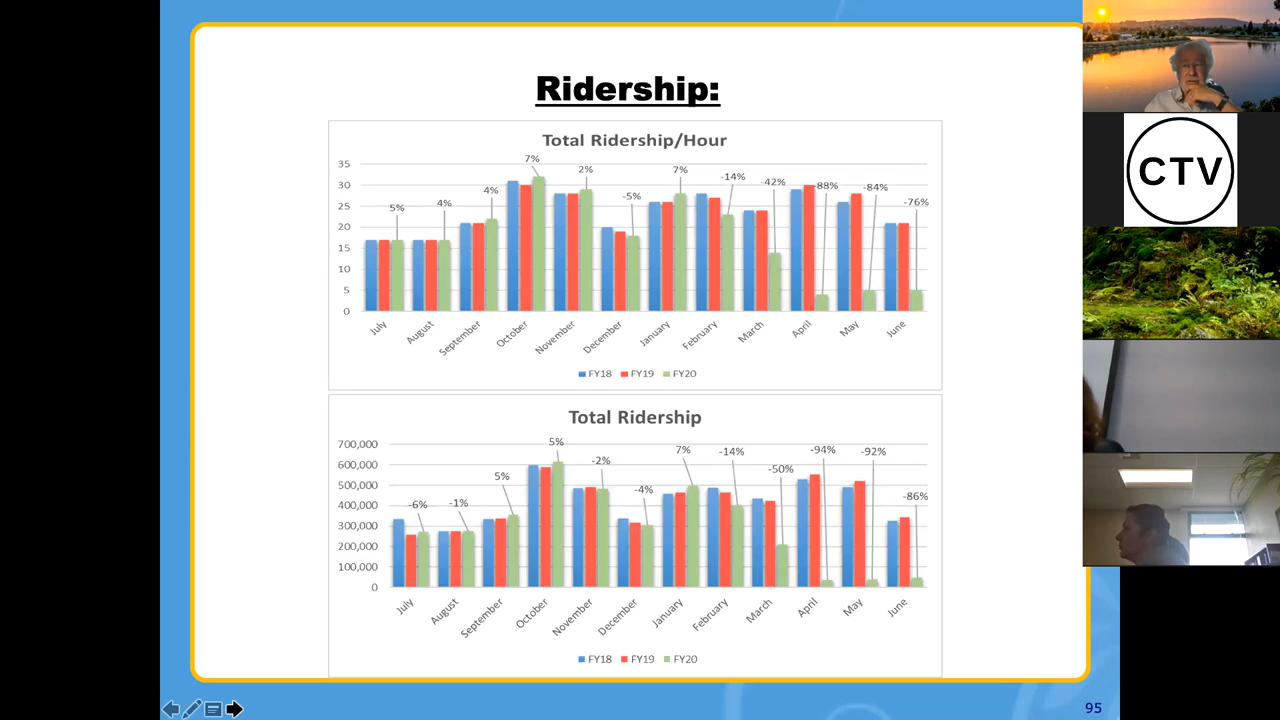 Ridership:
Total Ridership/Hour
7%
2%
7%
-14%
-42%
-88%
-84%
-76%
5%
4%
4%
-5%
35
30
25
20
15
10
5
0
July
August
September
October
November
December
January
February
March
April
May
June
FY18 FY19 FY20
Total Ridership
5%
-6%
-1%
5%
-2%
-4%
7%
-14%
-50%
-94%
-92%
-86%
700,000
600,000
500,000
400,000
300,000
200,000
100,000
0
July
August
September
October
November
December
January
February
March
April
May
June
FY18 FY19 FY20
CTV
95